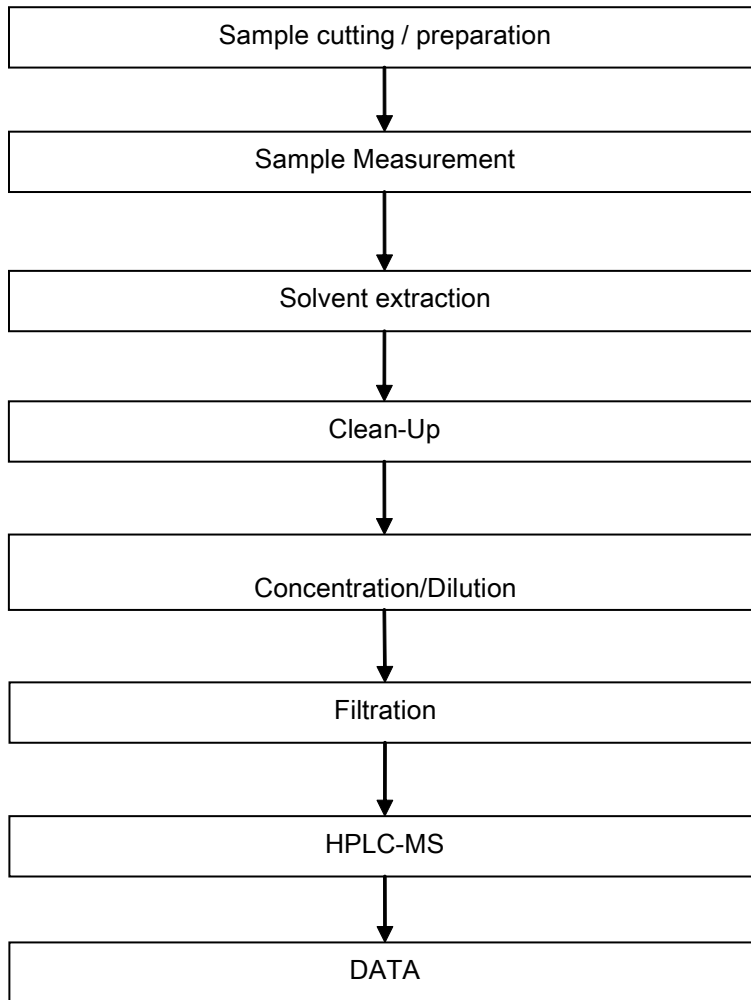 Sample cutting / preparation
Sample Measurement
Solvent extraction
Clean-Up
Concentration/Dilution
Filtration
HPLC-MS
DATA